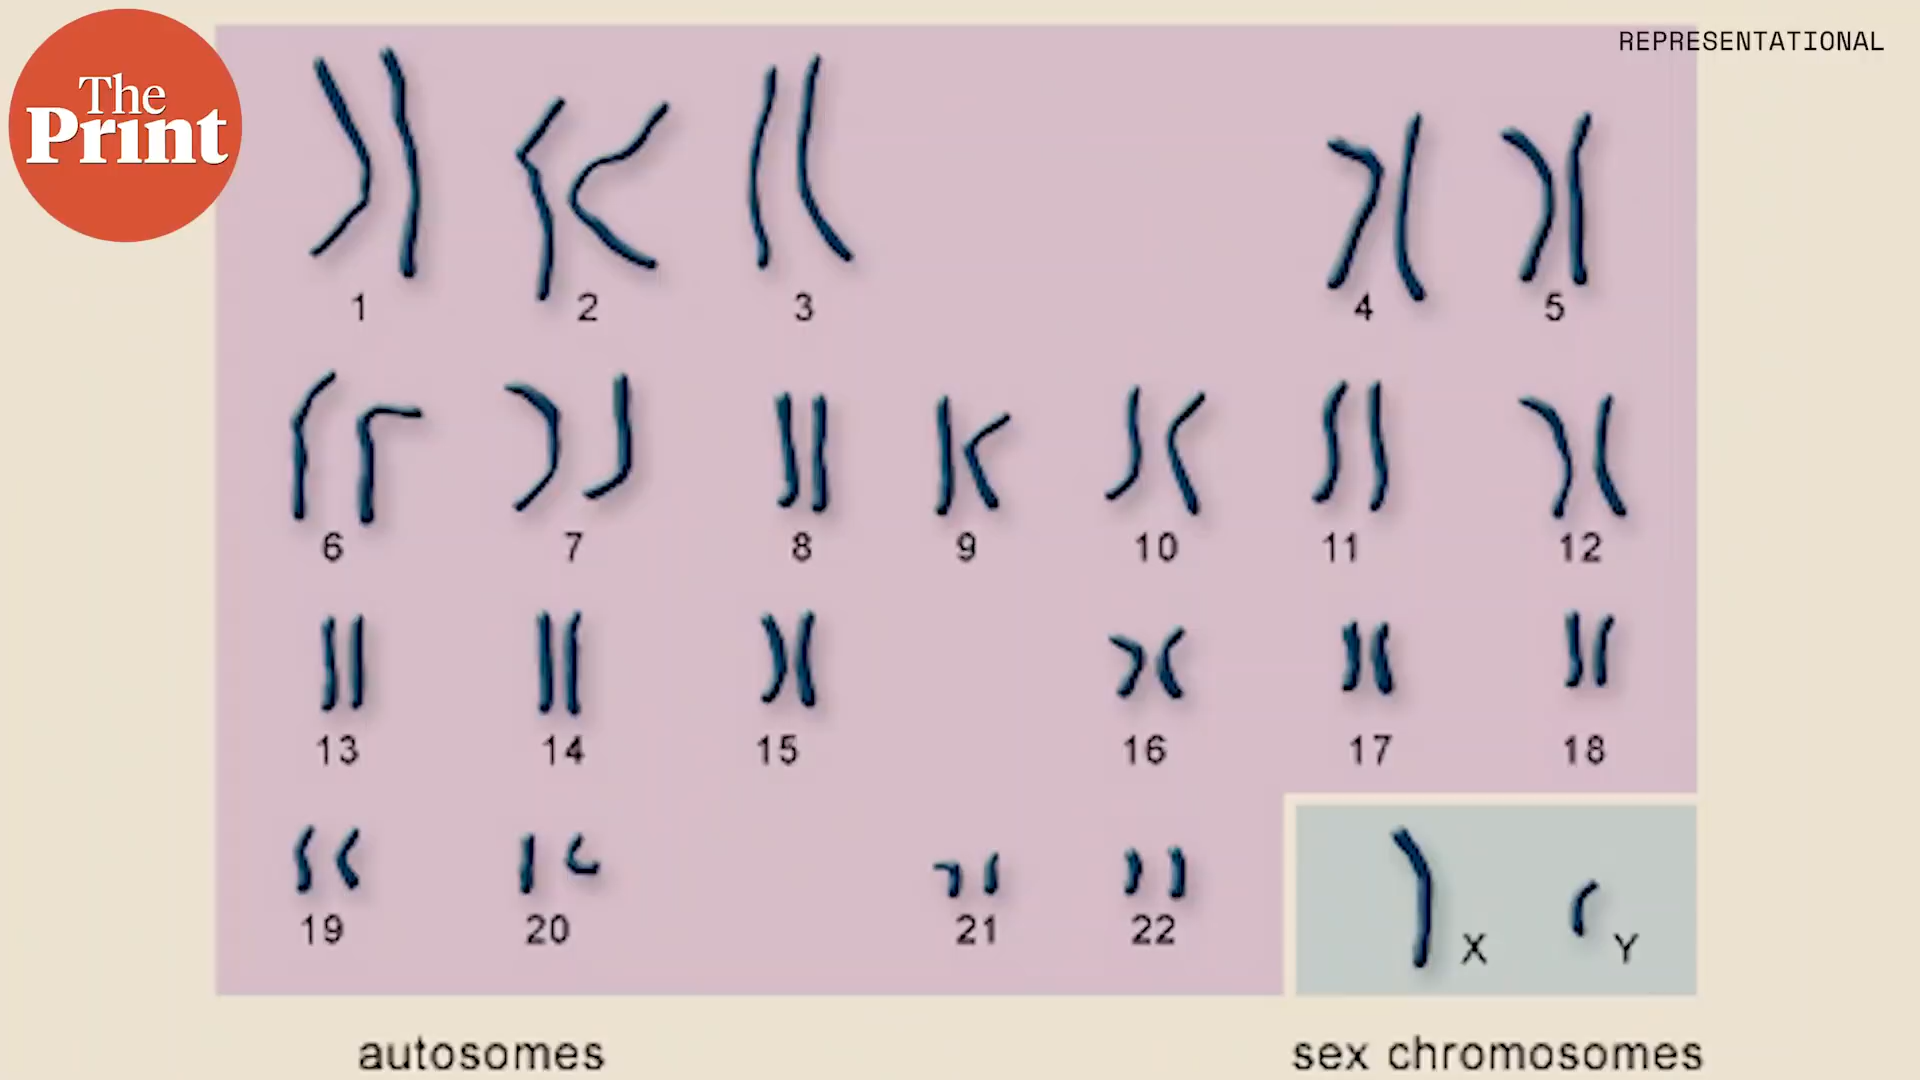 The
Print
REPRESENTATIONAL
1 2 3 4 5
6 7 8 9 10 11 12
13 14 15 16 17 18
19 20 21 22 X Y
autosomes sex chromosomes